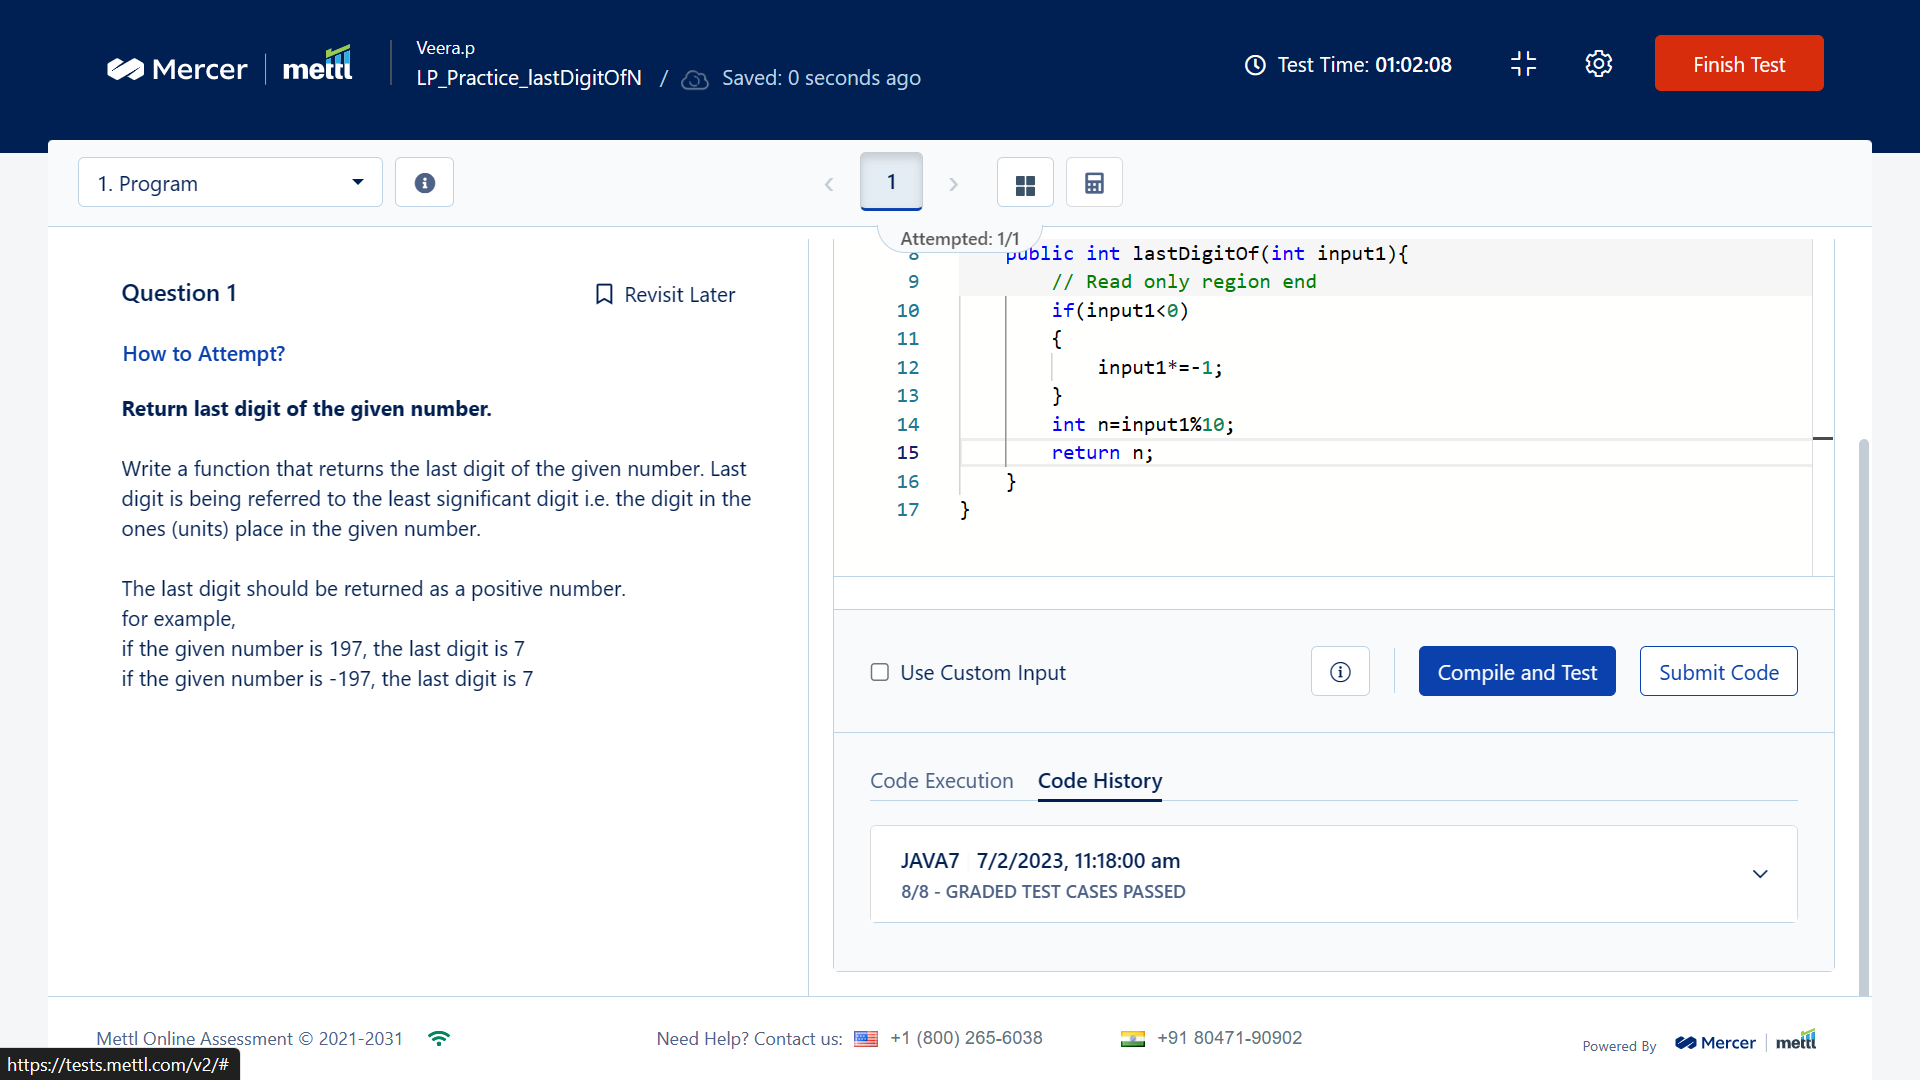 Mercer | mettl
Veera.p
LP_Practice_lastDigitOfN / Saved: 0 seconds ago
Test Time: 01:02:08
Finish Test
1. Program
1
Attempted: 1/1
Question 1
Revisit Later
How to Attempt?
Return last digit of the given number.
Write a function that returns the last digit of the given number. Last
digit is being referred to the least significant digit i.e. the digit in the
ones (units) place in the given number.
The last digit should be returned as a positive number.
for example,
if the given number is 197, the last digit is 7
if the given number is -197, the last digit is 7
8 public int lastDigitOf(int input1){
9 // Read only region end
10 if(input1<0)
11 {
12 input1*=-1;
13 }
14 int n=input1%10;
15 return n;
16 }
17 }
Use Custom Input
Compile and Test
Submit Code
Code Execution
Code History
JAVA7 7/2/2023, 11:18:00 am
8/8 - GRADED TEST CASES PASSED
Mettl Online Assessment © 2021-2031
Need Help? Contact us: +1 (800) 265-6038
+91 80471-90902
Powered By Mercer | mettl
https://tests.mettl.com/v2/#